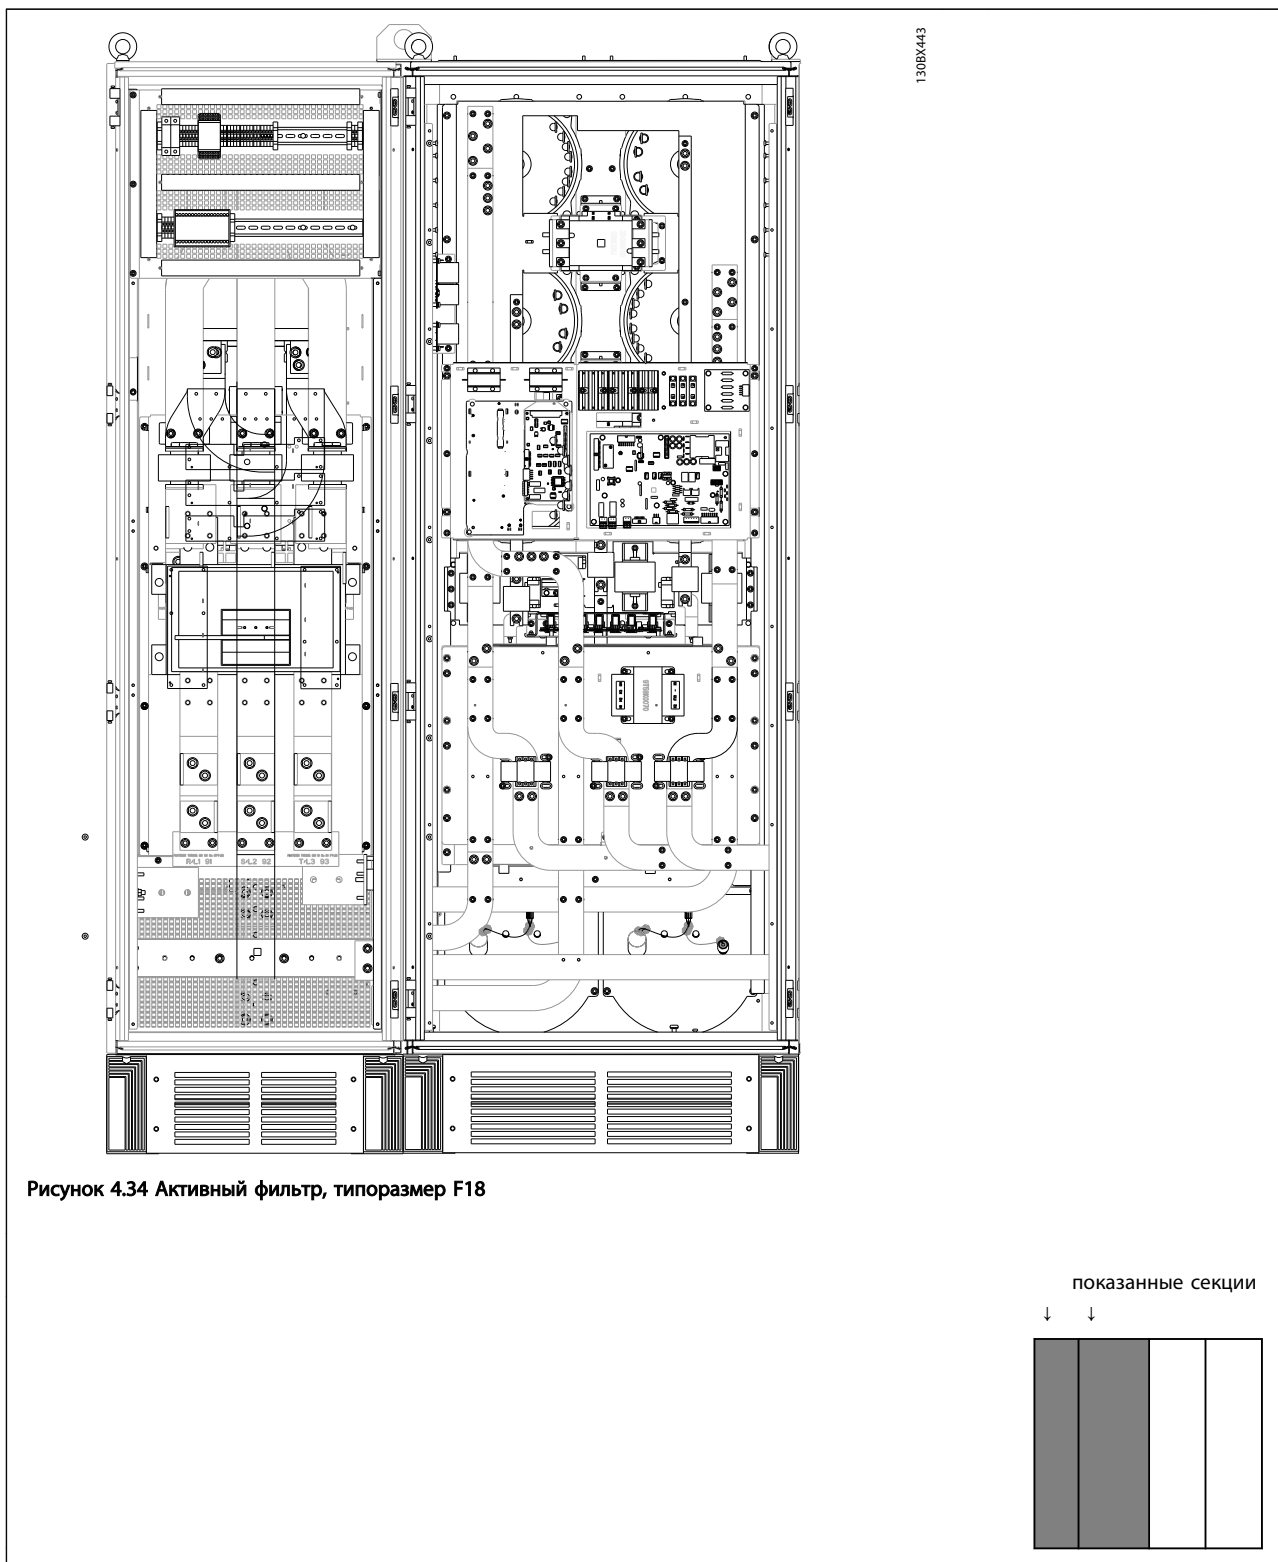 130BX443
R/L1 91 S/L2 92 T/L3 93
Рисунок 4.34 Активный фильтр, типоразмер F18
показанные секции
↓ ↓